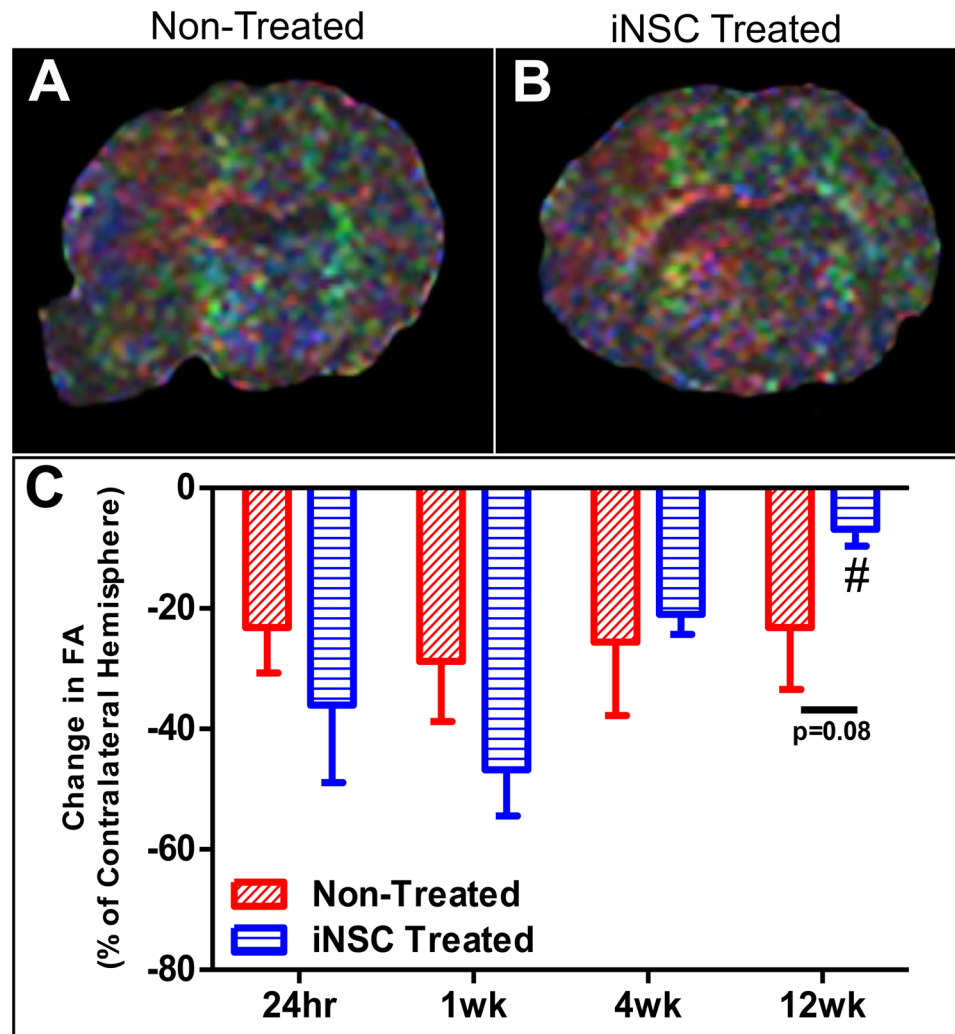 Non-Treated
iNSC Treated
A
B
C
Change in FA
(% of Contralateral Hemisphere)
0
-20
-40
-60
-80
#
p=0.08
Non-Treated
iNSC Treated
24hr
1wk
4wk
12wk